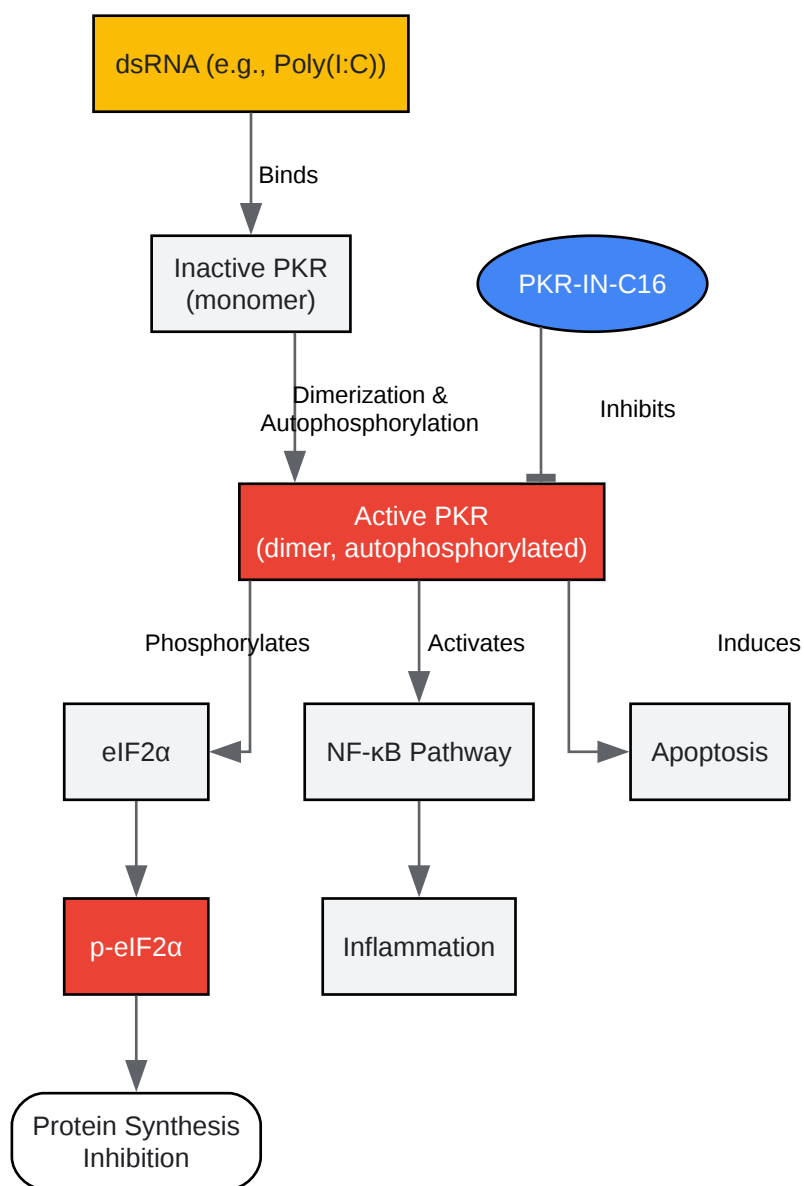 dsRNA (e.g., Poly(I:C))
Binds
Inactive PKR
(monomer)
PKR-IN-C16
Dimerization &
Autophosphorylation
Inhibits
Active PKR
(dimer, autophosphorylated)
Phosphorylates
Activates
Induces
eIF2α
NF-κB Pathway
Apoptosis
p-eIF2α
Inflammation
Protein Synthesis
Inhibition